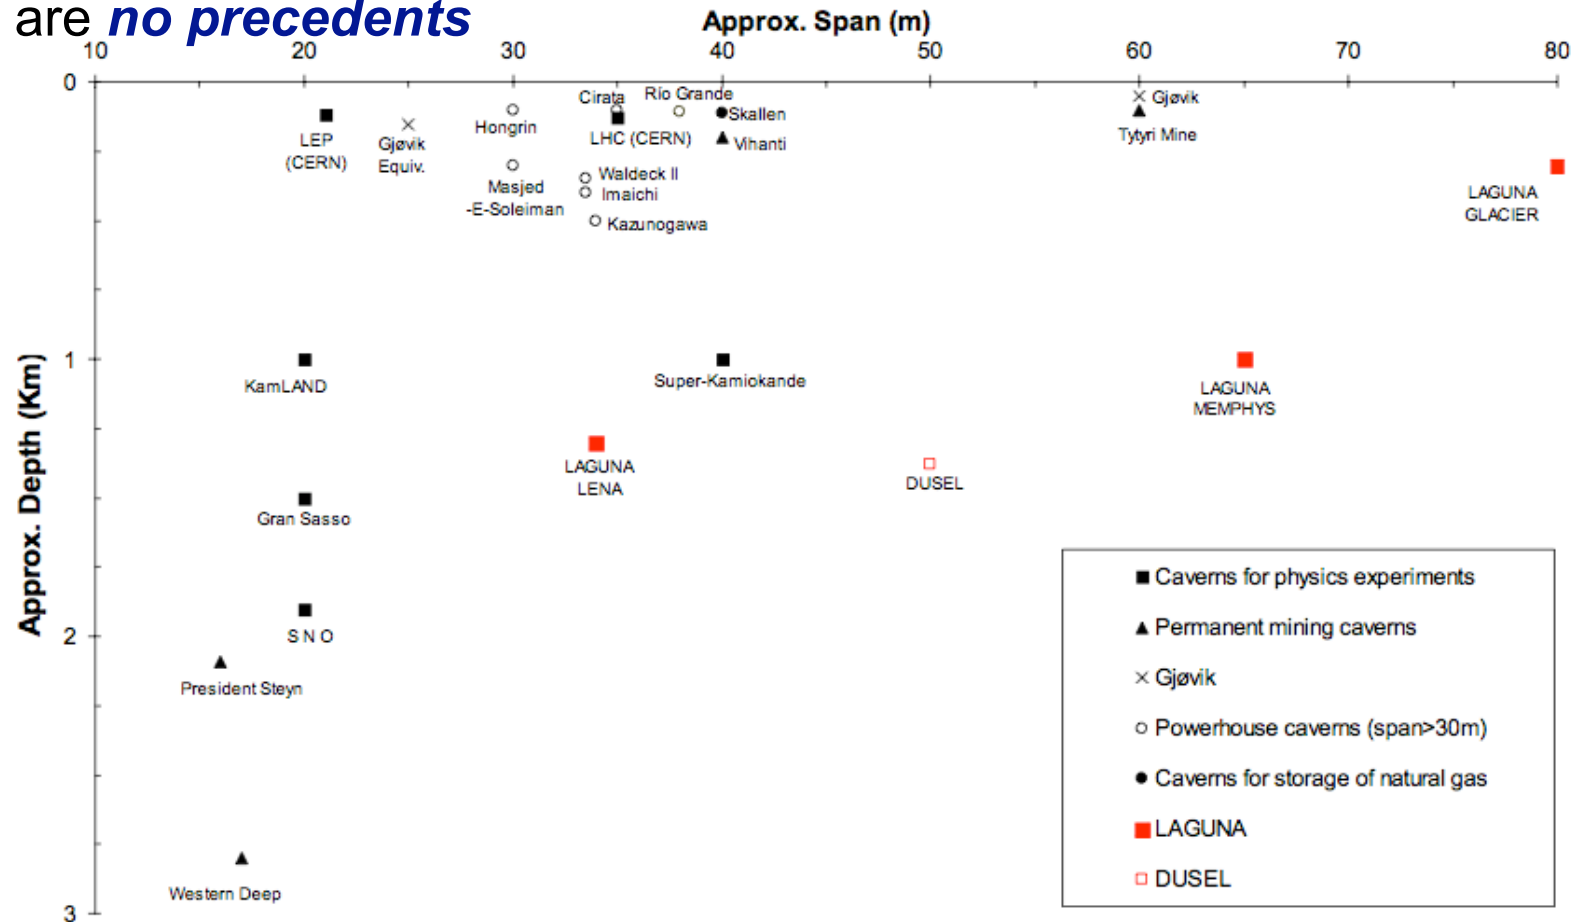 are no precedents
Approx. Span (m)
10 20 30 40 50 60 70 80
0
Cirata
Río Grande
Gjøvik
Skallen
LEP
(CERN)
Gjøvik
Equiv.
Hongrin
LHC (CERN)
Vihanti
Tytyri Mine
Masjed
-E-Soleiman
Waldeck II
Imaichi
Kazunogawa
LAGUNA
GLACIER
Approx. Depth (Km)
1
KamLAND
Super-Kamiokande
LAGUNA
MEMPHYS
LAGUNA
LENA
DUSEL
Gran Sasso
2
S N O
President Steyn
Western Deep
3
Caverns for physics experiments
Permanent mining caverns
Gjøvik
Powerhouse caverns (span>30m)
Caverns for storage of natural gas
LAGUNA
DUSEL